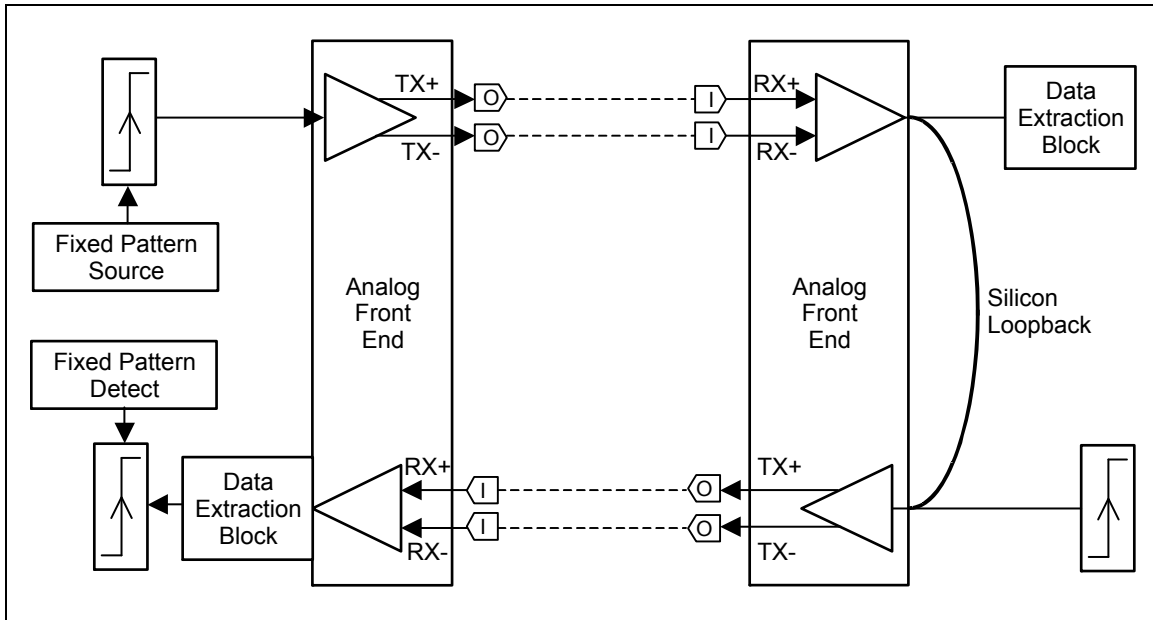 TX+
O
I
RX+
TX-
O
I
RX-
Data
Extraction
Block
Fixed Pattern
Source
Analog
Front
End
Analog
Front
End
Silicon
Loopback
Fixed Pattern
Detect
Data
Extraction
Block
RX+
I
O
TX+
RX-
I
O
TX-